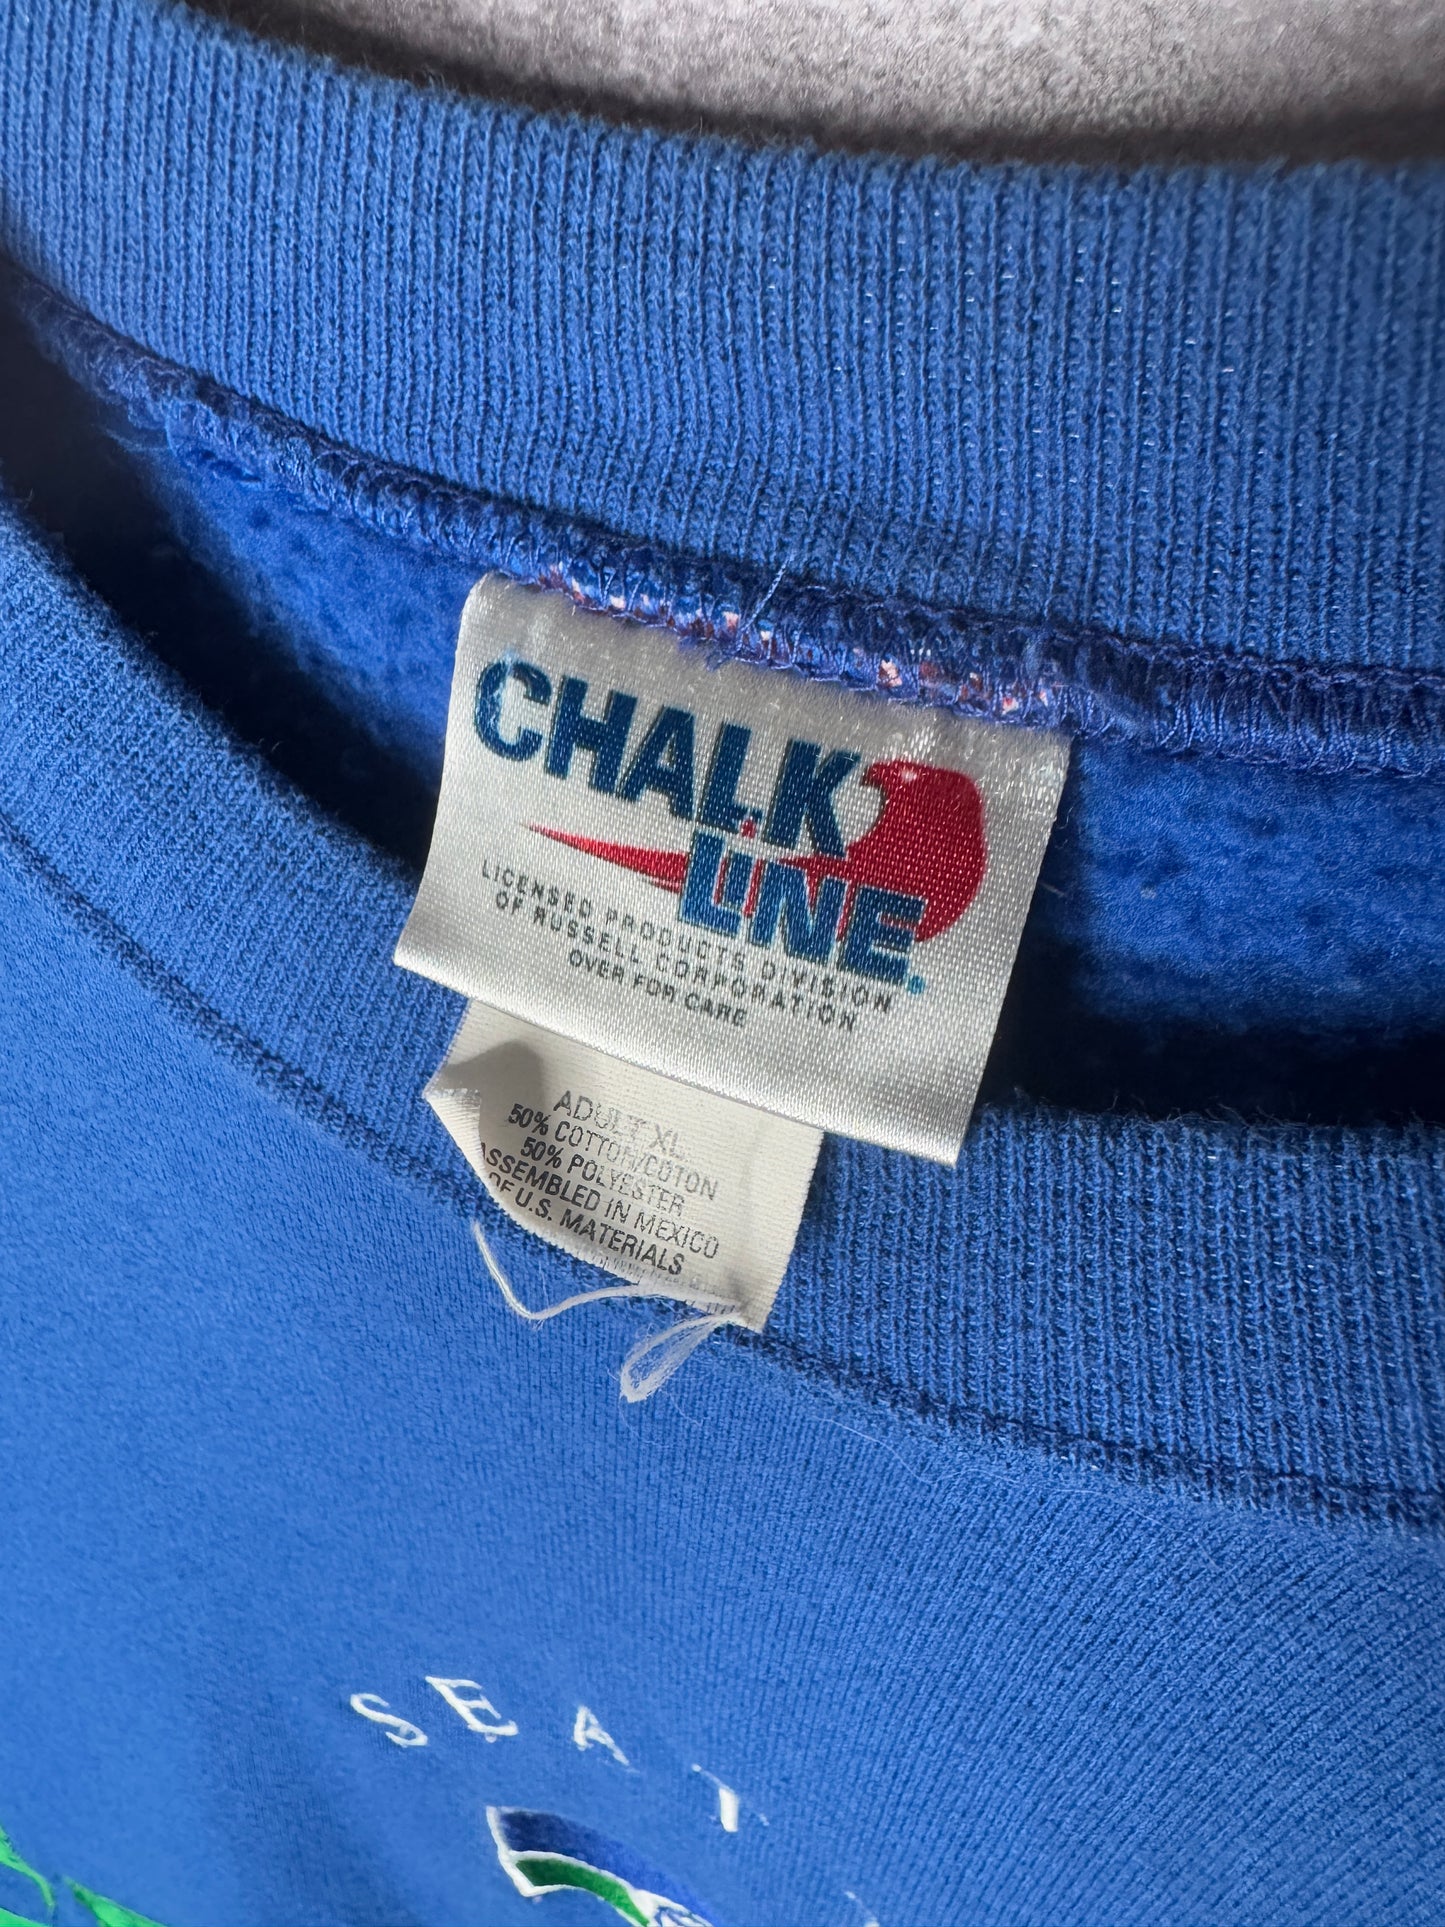 CHALK
LINE.
LICENSED PRODUCTS DIVISION
OF RUSSELL CORPORATION
OVER FOR CARE
ADULT XL
50% COTTON/COTON
50% POLYESTER
ASSEMBLED IN MEXICO
OF U.S. MATERIALS
SEAT